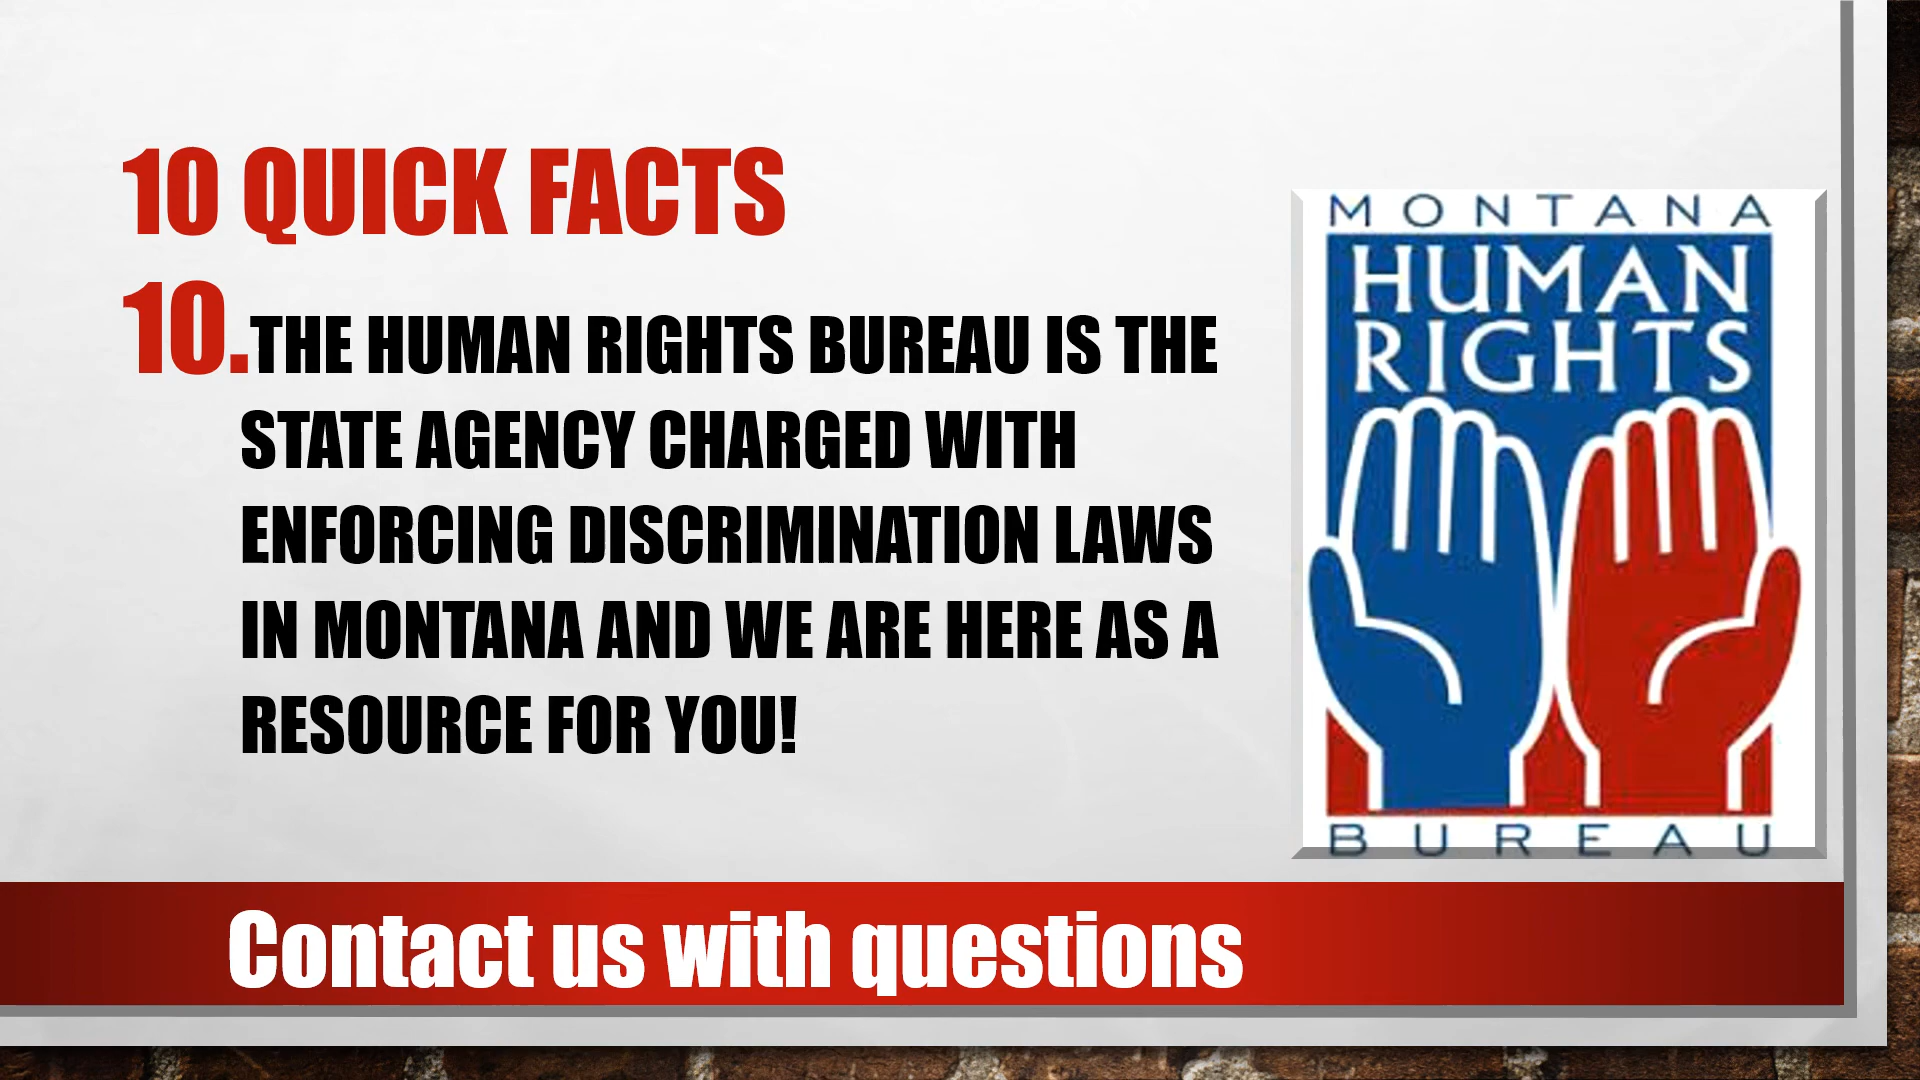 10 QUICK FACTS
10.THE HUMAN RIGHTS BUREAU IS THE
STATE AGENCY CHARGED WITH
ENFORCING DISCRIMINATION LAWS
IN MONTANA AND WE ARE HERE AS A
RESOURCE FOR YOU!
MONTANA
HUMAN
RIGHTS
BUREAU
Contact us with questions